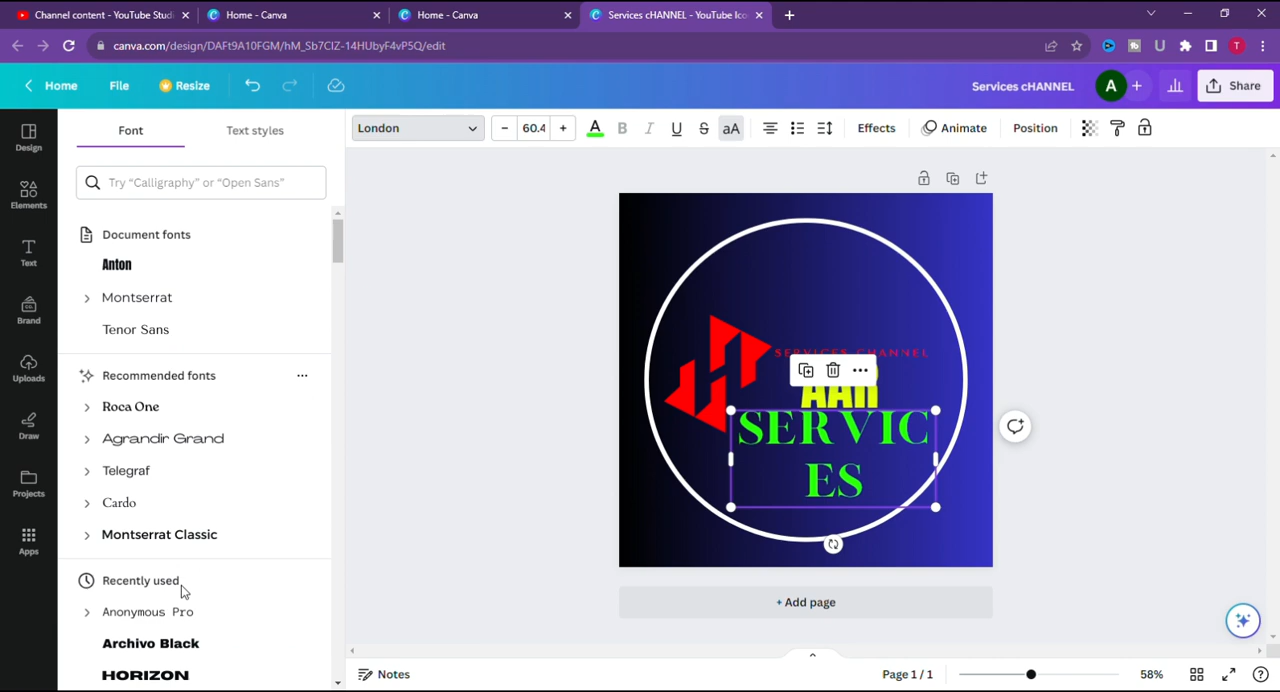 Channel content - YouTube Studi
Home - Canva
Home - Canva
Services cHANNEL - YouTube Ico
canva.com/design/DAFt9A10FGM/hM_Sb7CIZ-14HUbyF4vP5Q/edit
T
Home
File
Resize
Services cHANNEL
A
Share
Design
Elements
Text
Brand
Uploads
Draw
Projects
Apps
Font
Text styles
Try “Calligraphy” or “Open Sans”
Document fonts
Anton
Montserrat
Tenor Sans
Recommended fonts
Roca One
Agrandir Grand
Telegraf
Cardo
Montserrat Classic
Recently used
Anonymous Pro
Archivo Black
HORIZON
London
60.4
A
B
I
U
S
aA
Effects
Animate
Position
SERVICES CHANNEL
SERVIC
ES
+ Add page
Notes
Page 1 / 1
58%